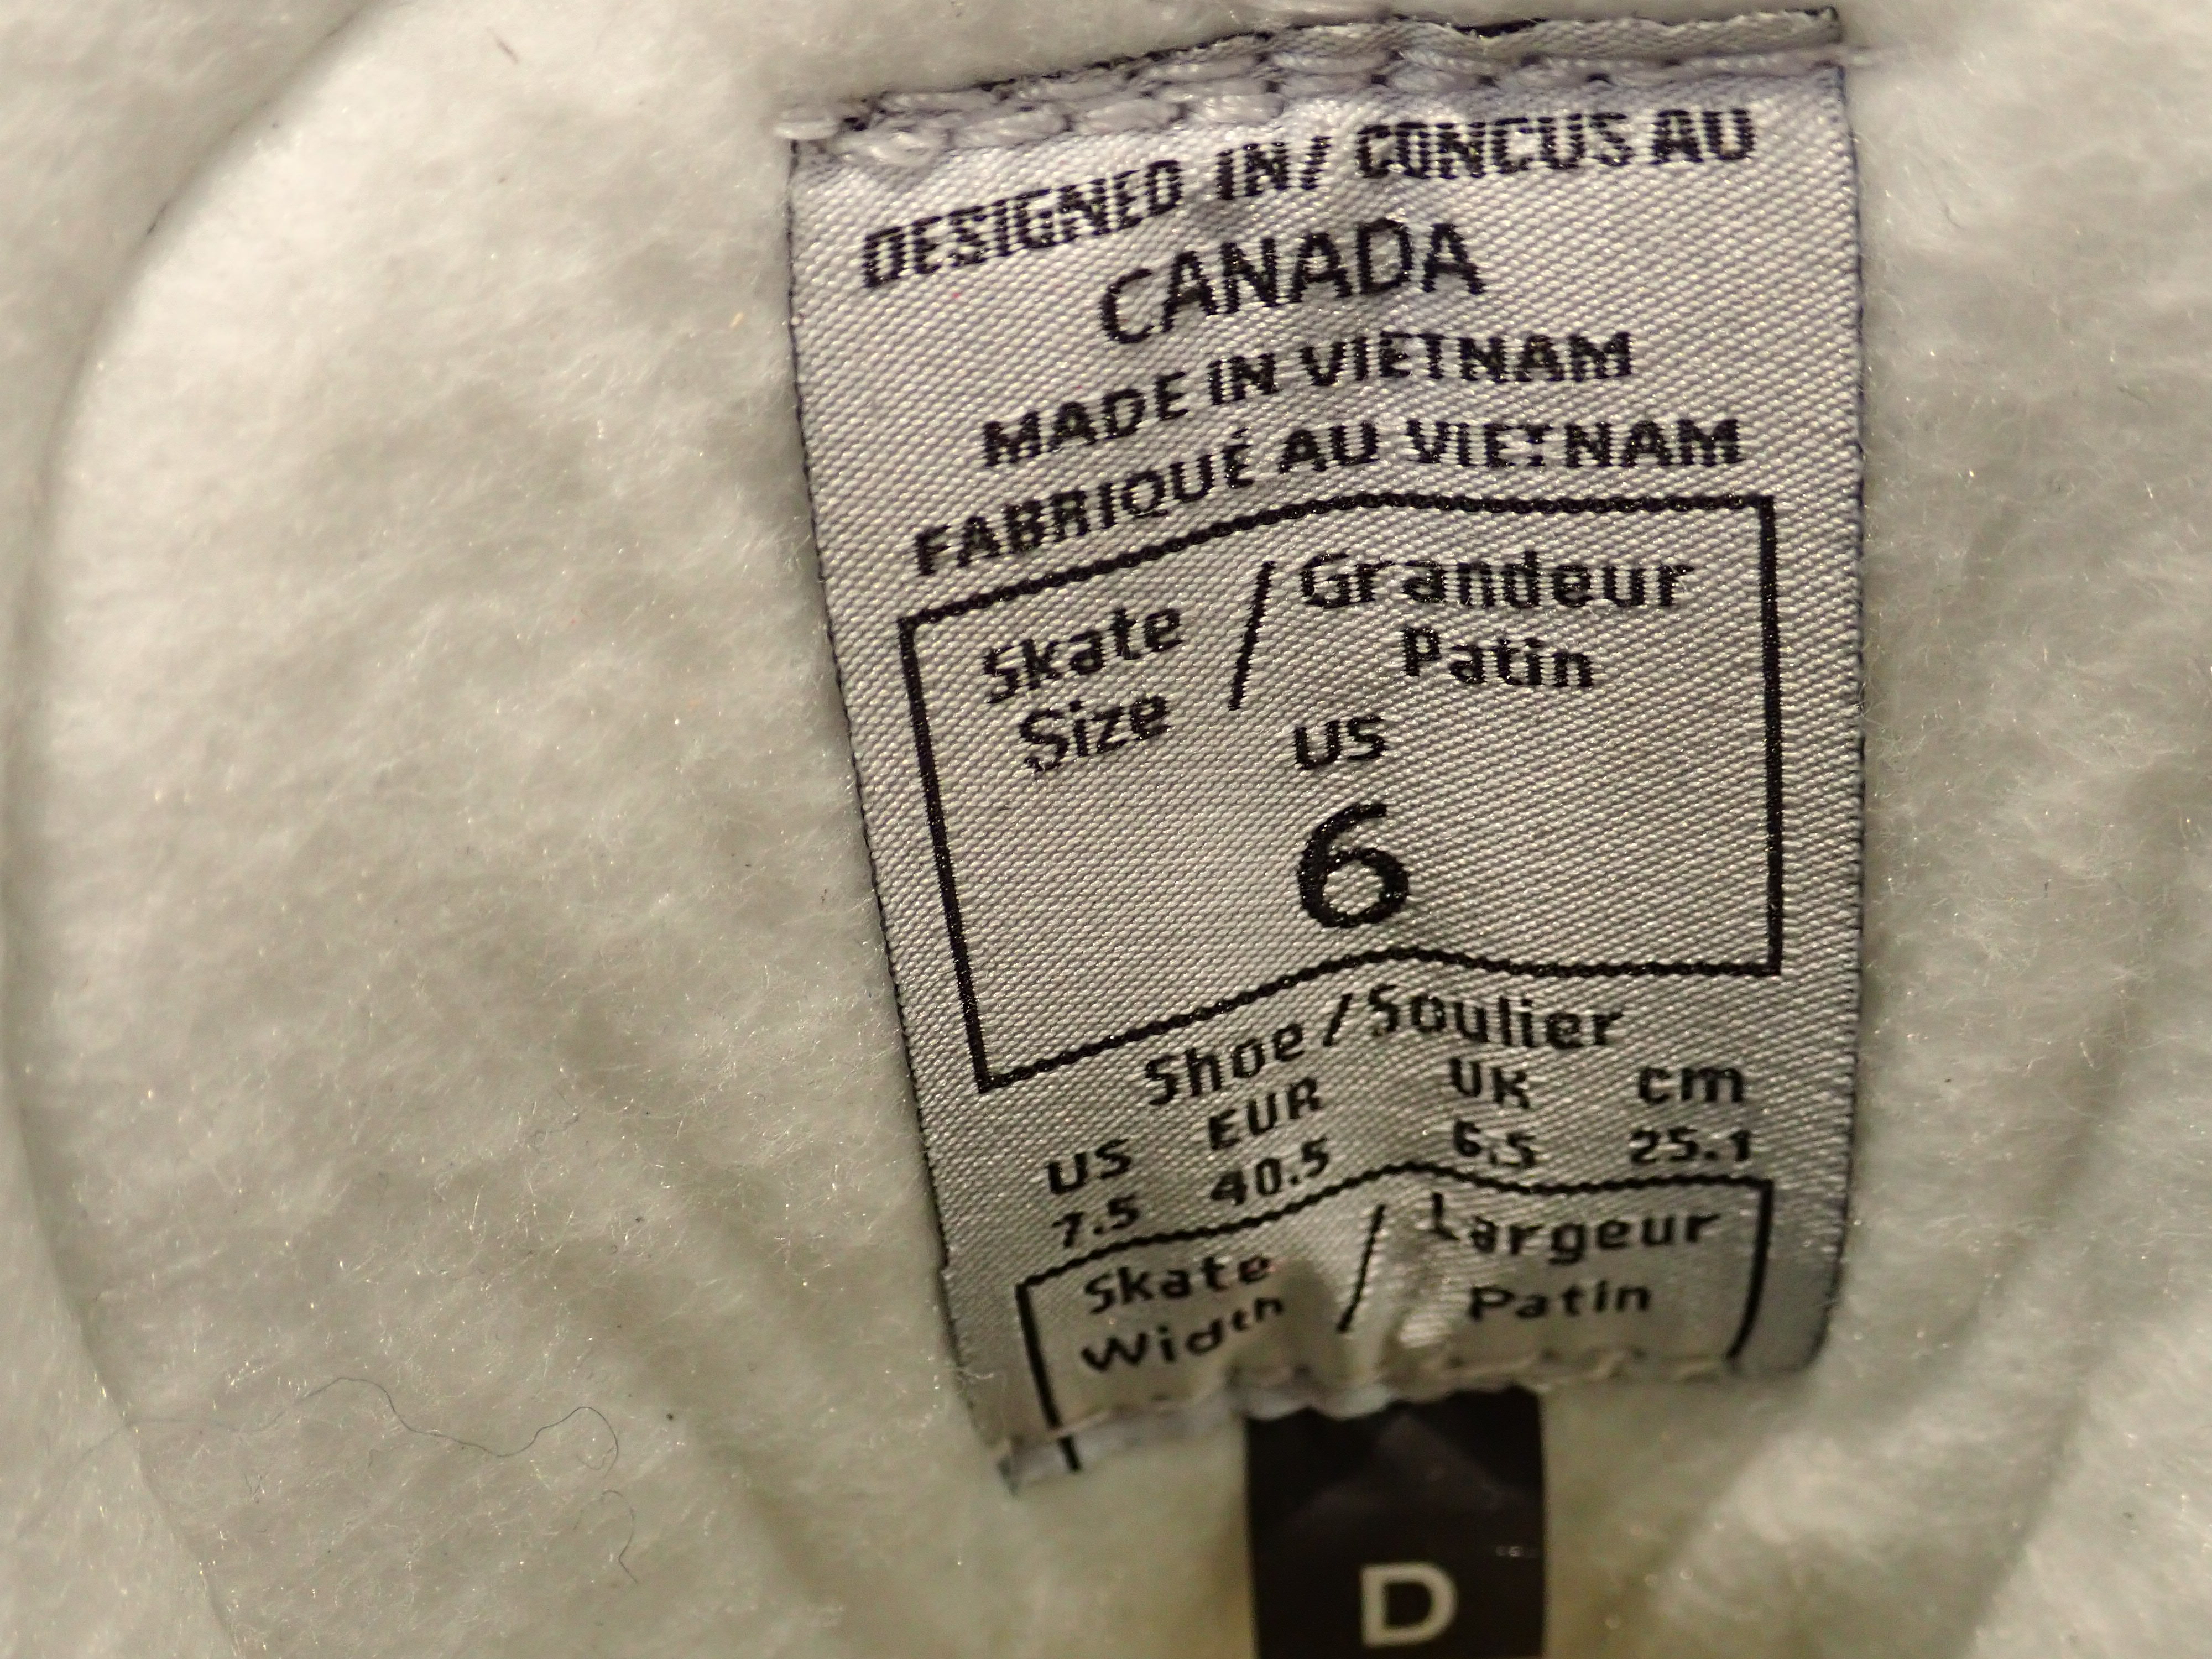 DESIGNED IN/ CONCUS AU
CANADA
MADE IN VIETNAM
FABRIQUÉ AU VIETNAM
Skate Size / Grandeur Patin
US
6
Shoe/Soulier
US EUR UK cm
7.5 40.5 6.5 25.1
Skate Width / Largeur Patin
D